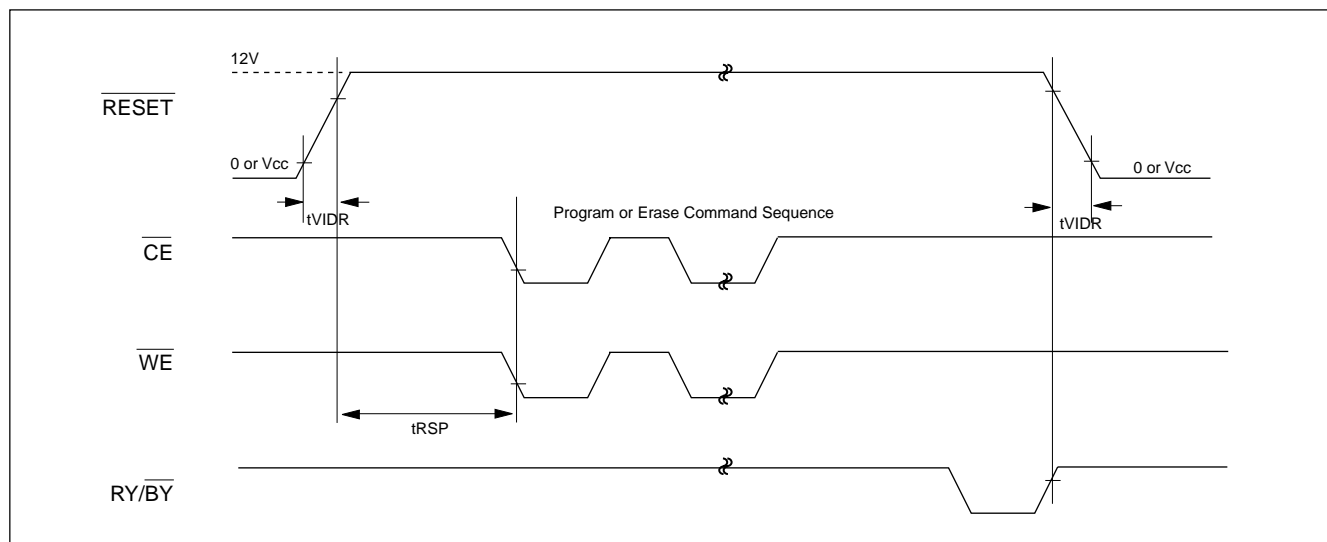 12V
RESET
0 or Vcc
0 or Vcc
tVIDR
Program or Erase Command Sequence
tVIDR
CE
WE
tRSP
RY/BY